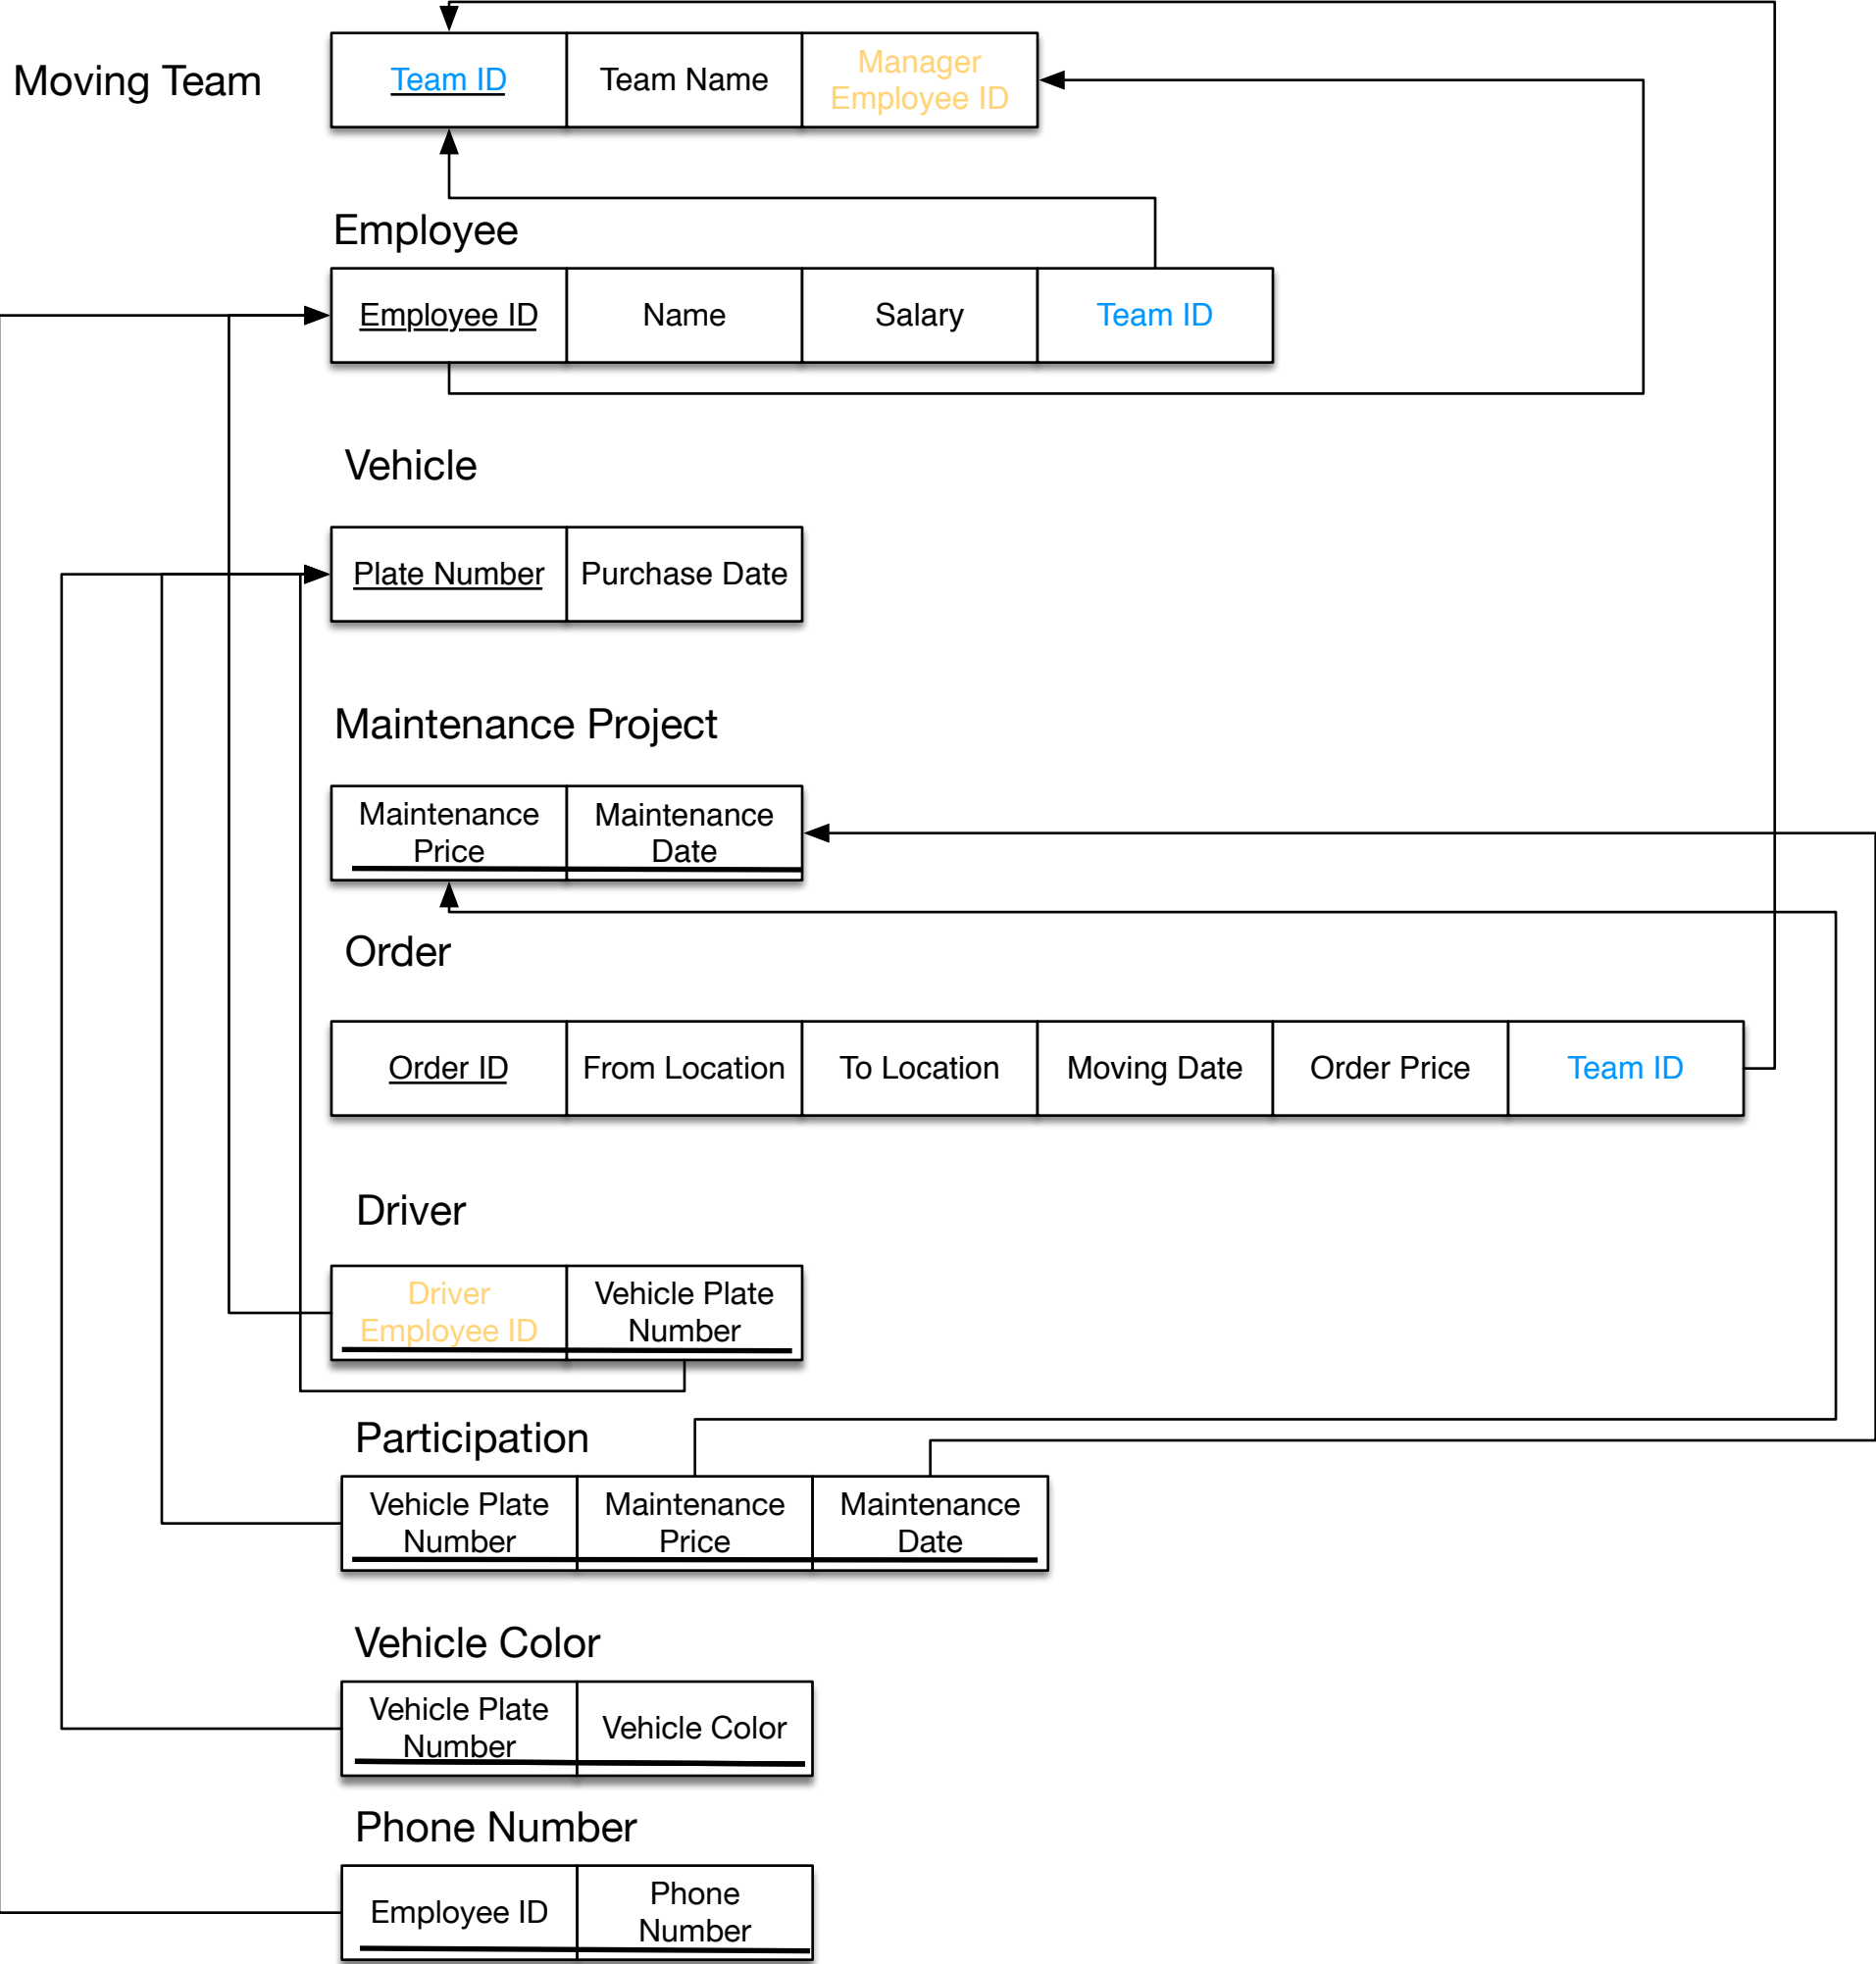 Moving Team
Team ID
Team Name
Manager
Employee ID
Employee
Employee ID
Name
Salary
Team ID
Vehicle
Plate Number
Purchase Date
Maintenance Project
Maintenance
Price
Maintenance
Date
Order
Order ID
From Location
To Location
Moving Date
Order Price
Team ID
Driver
Driver
Employee ID
Vehicle Plate
Number
Participation
Vehicle Plate
Number
Maintenance
Price
Maintenance
Date
Vehicle Color
Vehicle Plate
Number
Vehicle Color
Phone Number
Employee ID
Phone
Number